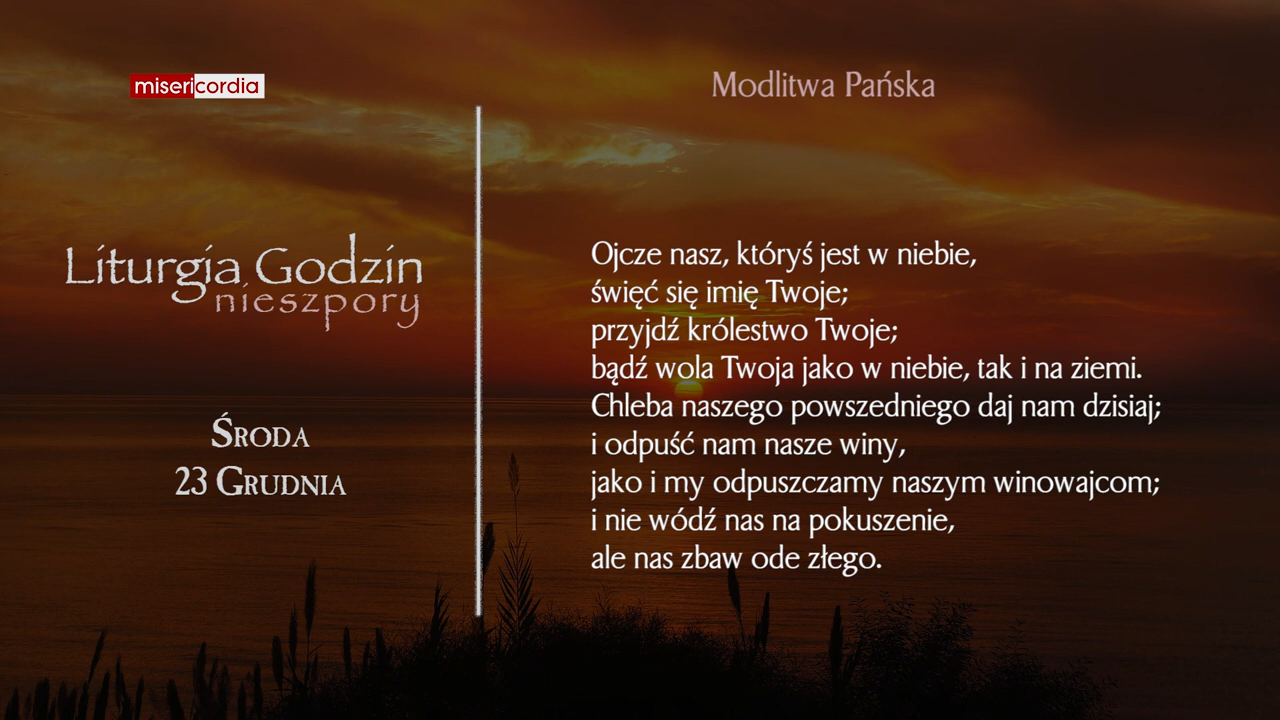 misericordia
Liturgia Godzin
nieszpory
Środa
23 Grudnia
Modlitwa Pańska
Ojcze nasz, któryś jest w niebie,
święć się imię Twoje;
przyjdź królestwo Twoje;
bądź wola Twoja jako w niebie, tak i na ziemi.
Chleba naszego powszedniego daj nam dzisiaj;
i odpuść nam nasze winy,
jako i my odpuszczamy naszym winowajcom;
i nie wódź nas na pokuszenie,
ale nas zbaw ode złego.